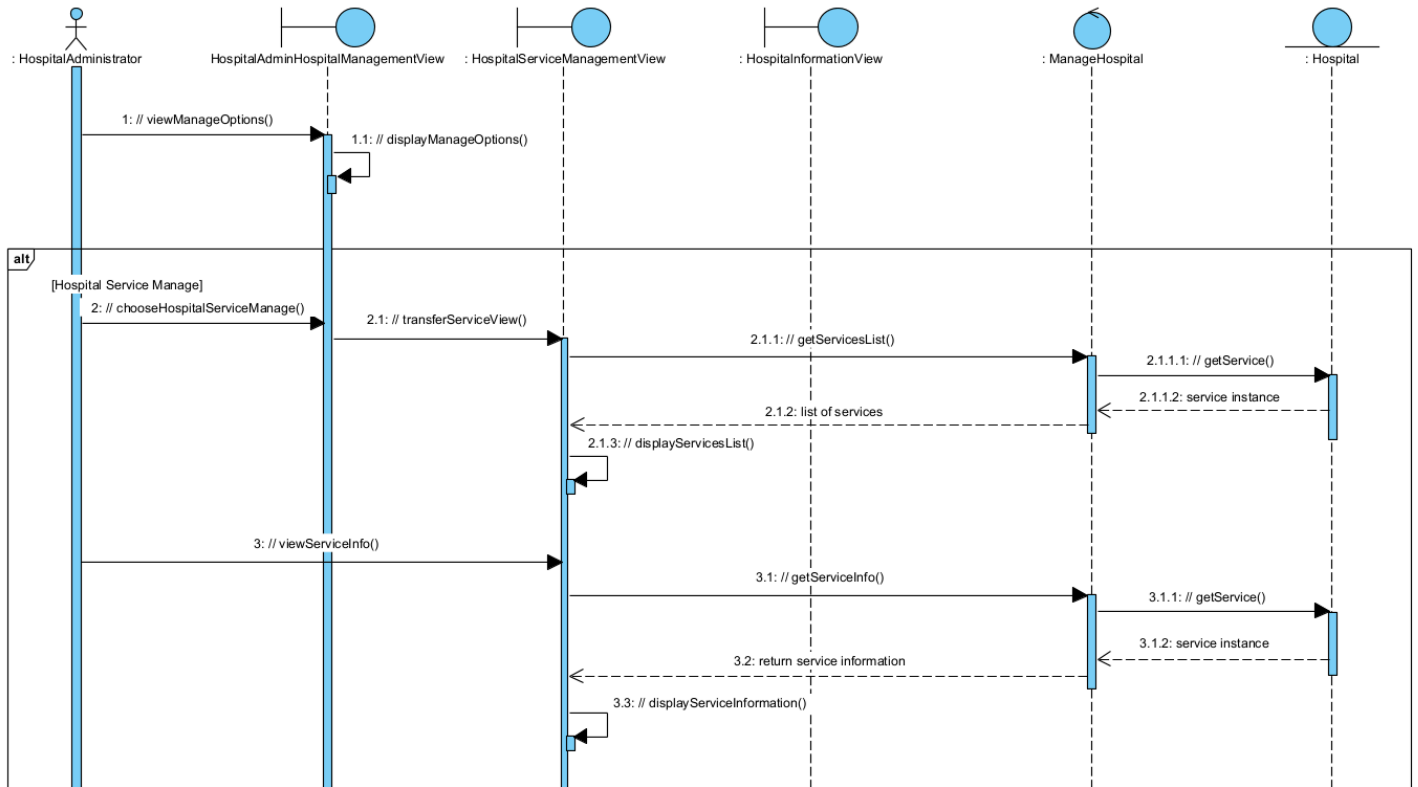 : HospitalAdministrator
HospitalAdminHospitalManagementView
: HospitalServiceManagementView
: HospitalInformationView
: ManageHospital
: Hospital
1: // viewManageOptions()
1.1: // displayManageOptions()
alt
[Hospital Service Manage]
2: // chooseHospitalServiceManage()
2.1: // transferServiceView()
2.1.1: // getServicesList()
2.1.1.1: // getService()
2.1.1.2: service instance
2.1.2: list of services
2.1.3: // displayServicesList()
3: // viewServiceInfo()
3.1: // getServiceInfo()
3.1.1: // getService()
3.1.2: service instance
3.2: return service information
3.3: // displayServiceInformation()